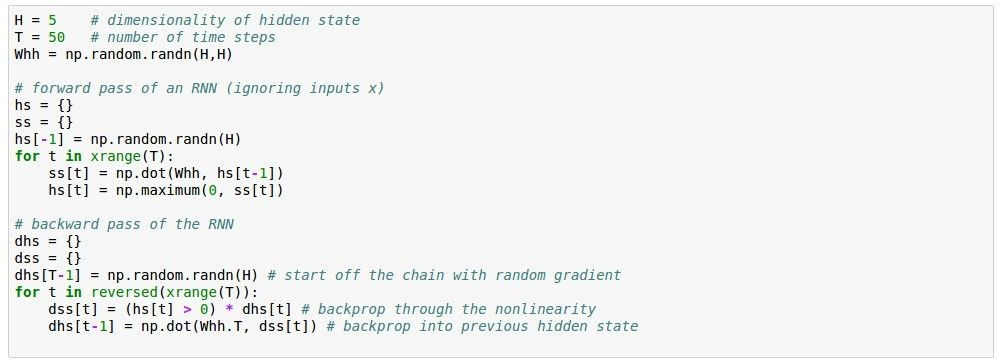 H = 5    # dimensionality of hidden state
T = 50   # number of time steps
Whh = np.random.randn(H,H)

# forward pass of an RNN (ignoring inputs x)
hs = {}
ss = {}
hs[-1] = np.random.randn(H)
for t in xrange(T):
    ss[t] = np.dot(Whh, hs[t-1])
    hs[t] = np.maximum(0, ss[t])

# backward pass of the RNN
dhs = {}
dss = {}
dhs[T-1] = np.random.randn(H) # start off the chain with random gradient
for t in reversed(xrange(T)):
    dss[t] = (hs[t] > 0) * dhs[t] # backprop through the nonlinearity
    dhs[t-1] = np.dot(Whh.T, dss[t]) # backprop into previous hidden state